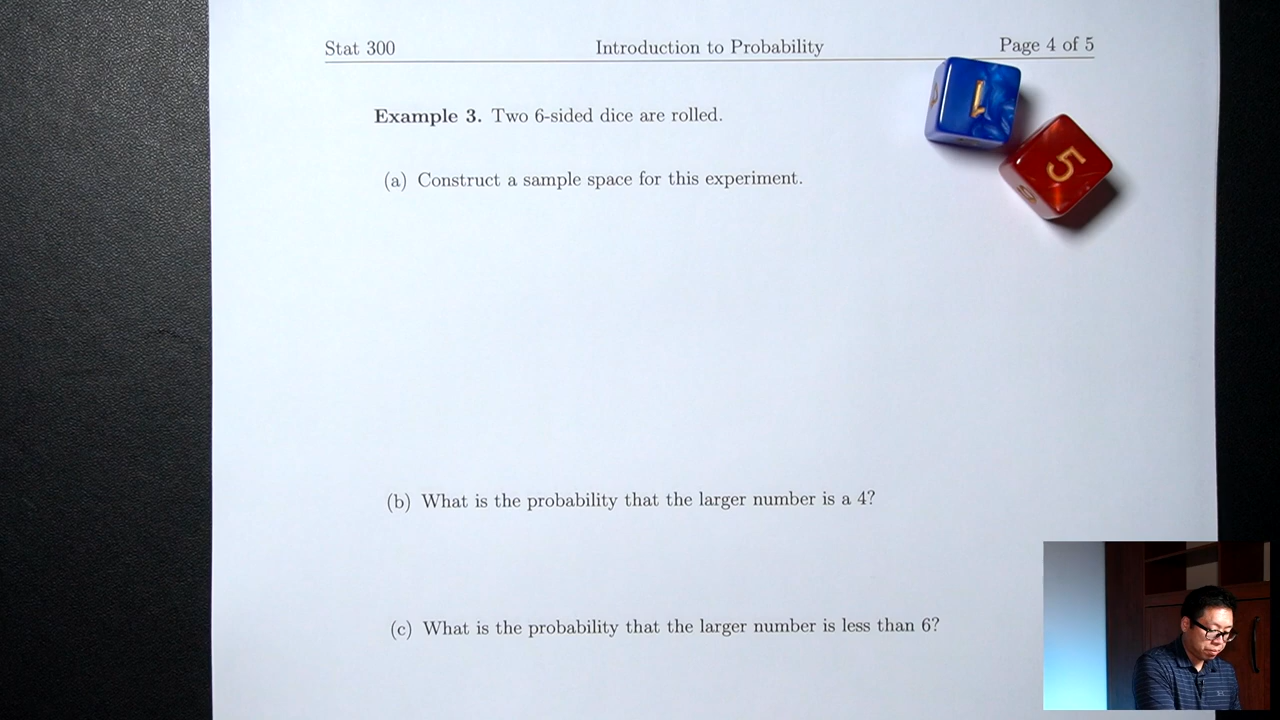 Stat 300 Introduction to Probability Page 4 of 5
Example 3. Two 6-sided dice are rolled.
(a) Construct a sample space for this experiment.
1
5
(b) What is the probability that the larger number is a 4?
(c) What is the probability that the larger number is less than 6?